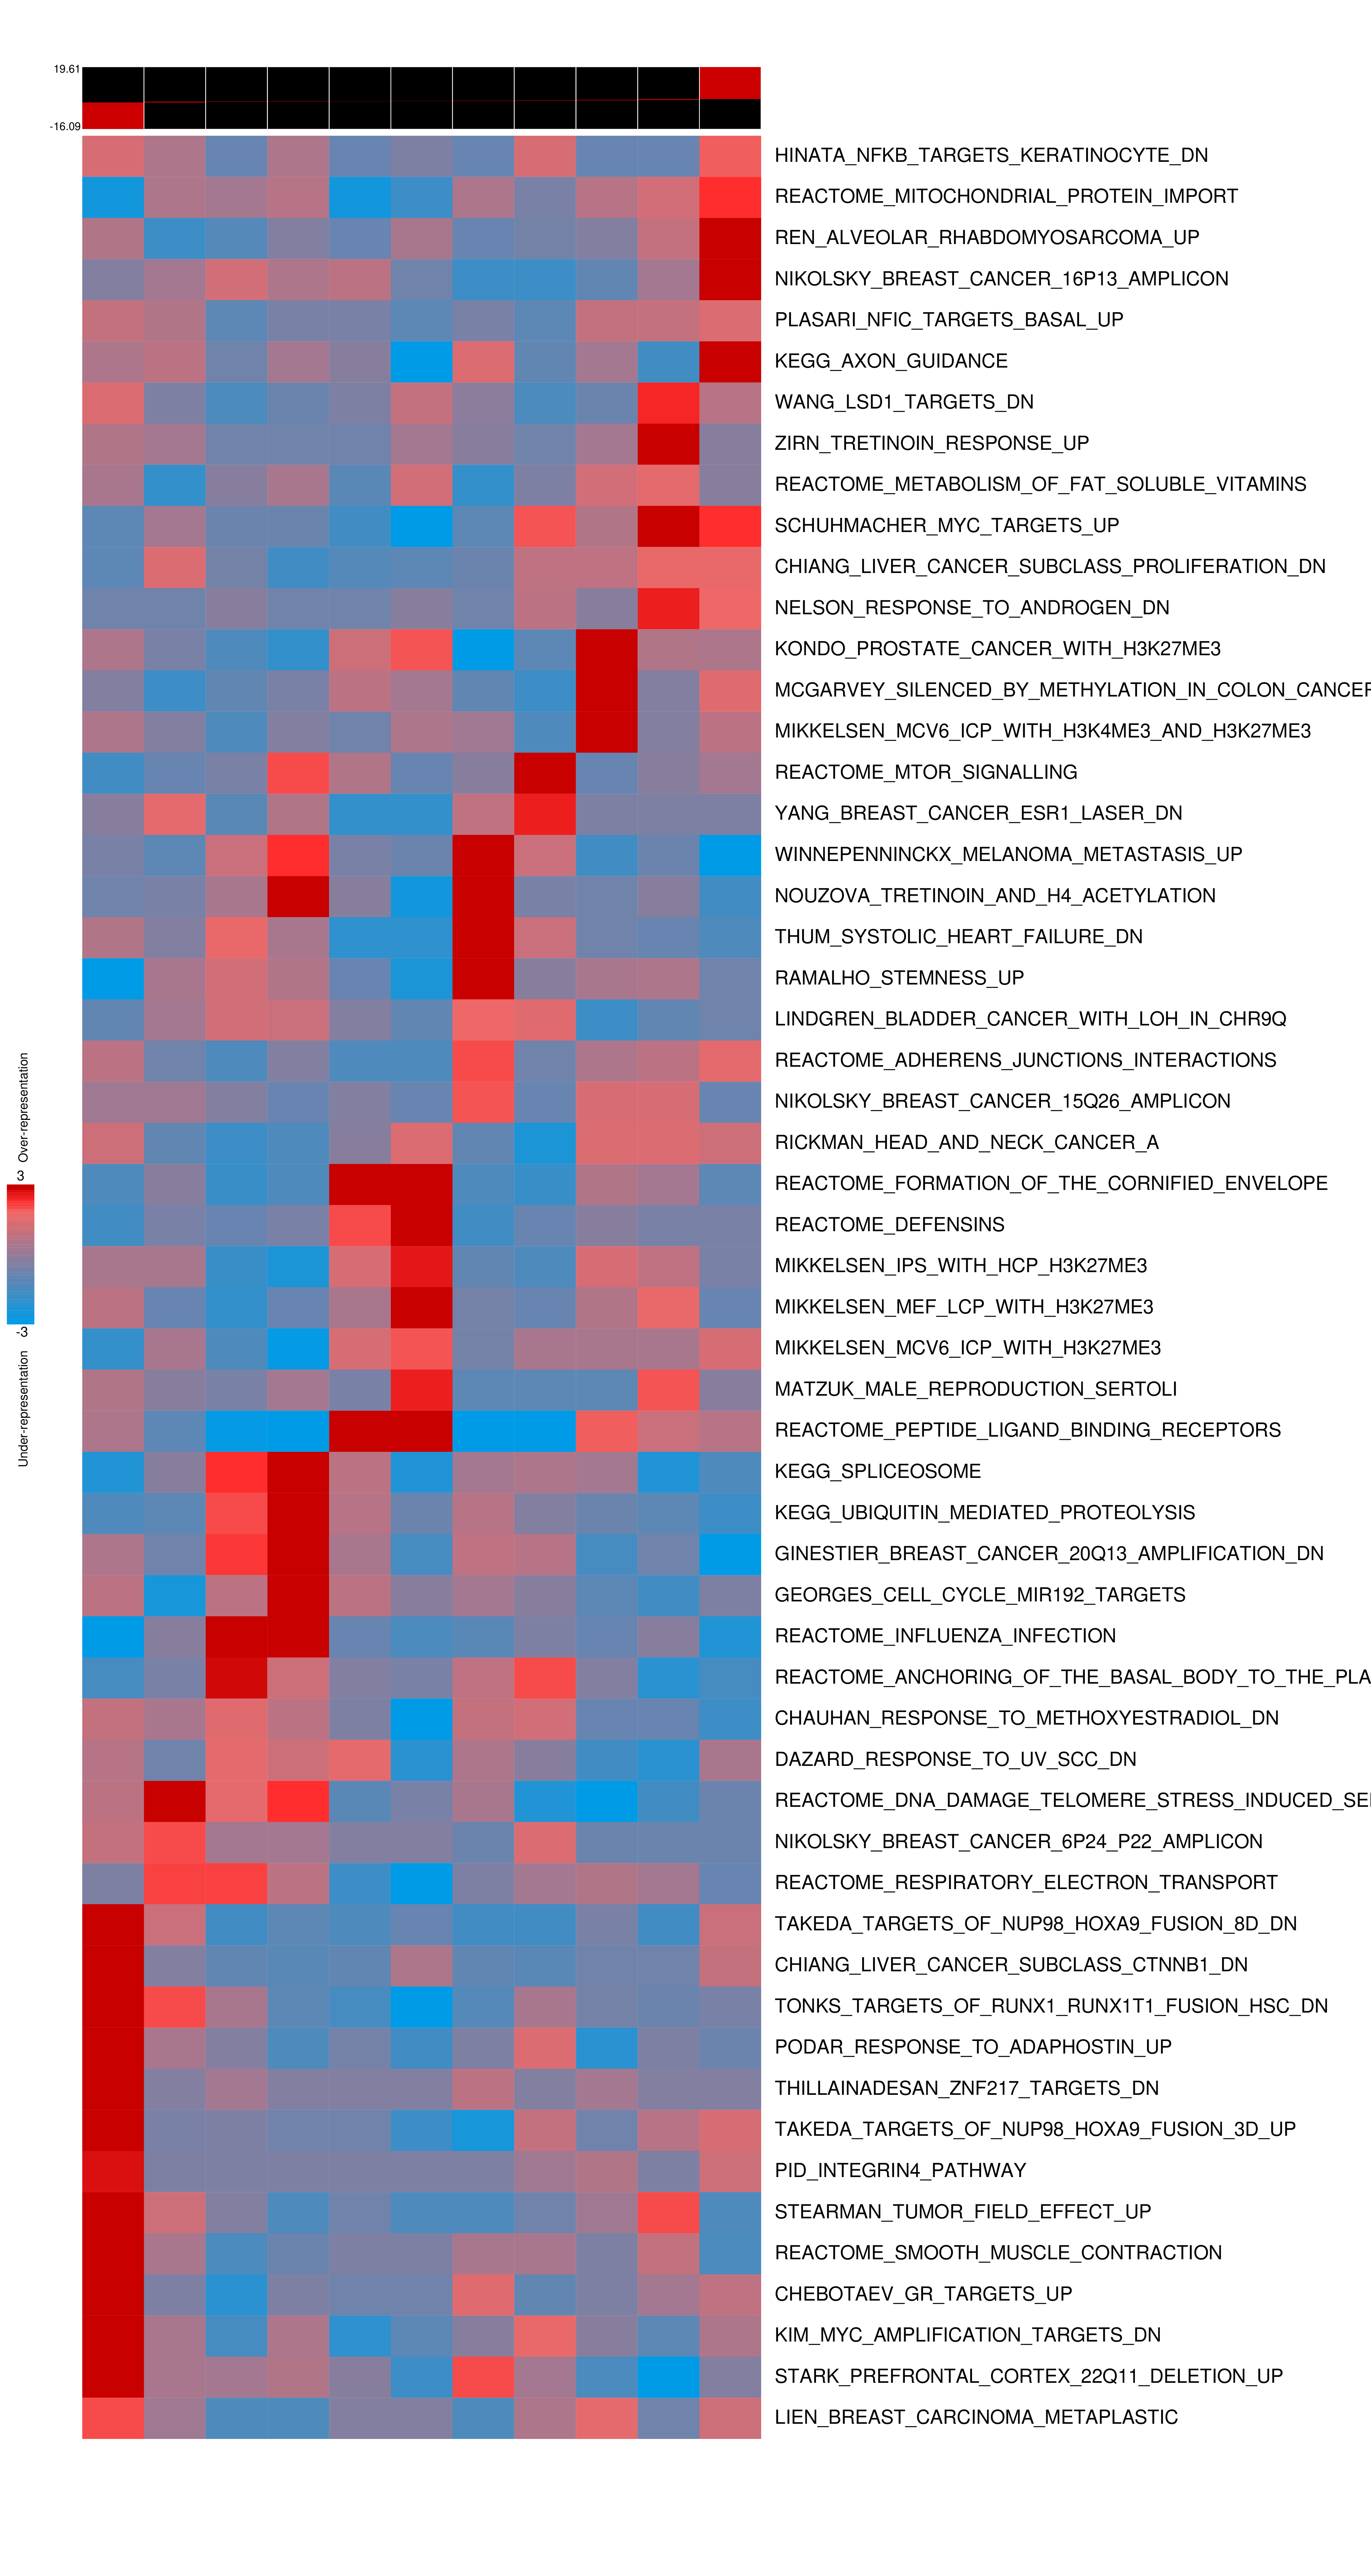 19.61
-16.09
HINATA_NFKB_TARGETS_KERATINOCYTE_DN
REACTOME_MITOCHONDRIAL_PROTEIN_IMPORT
REN_ALVEOLAR_RHABDOMYOSARCOMA_UP
NIKOLSKY_BREAST_CANCER_16P13_AMPLICON
PLASARI_NFIC_TARGETS_BASAL_UP
KEGG_AXON_GUIDANCE
WANG_LSD1_TARGETS_DN
ZIRN_TRETINOIN_RESPONSE_UP
REACTOME_METABOLISM_OF_FAT_SOLUBLE_VITAMINS
SCHUHMACHER_MYC_TARGETS_UP
CHIANG_LIVER_CANCER_SUBCLASS_PROLIFERATION_DN
NELSON_RESPONSE_TO_ANDROGEN_DN
KONDO_PROSTATE_CANCER_WITH_H3K27ME3
MCGARVEY_SILENCED_BY_METHYLATION_IN_COLON_CANCER
MIKKELSEN_MCV6_ICP_WITH_H3K4ME3_AND_H3K27ME3
REACTOME_MTOR_SIGNALLING
YANG_BREAST_CANCER_ESR1_LASER_DN
WINNEPENNINCKX_MELANOMA_METASTASIS_UP
NOUZOVA_TRETINOIN_AND_H4_ACETYLATION
THUM_SYSTOLIC_HEART_FAILURE_DN
RAMALHO_STEMNESS_UP
LINDGREN_BLADDER_CANCER_WITH_LOH_IN_CHR9Q
REACTOME_ADHERENS_JUNCTIONS_INTERACTIONS
NIKOLSKY_BREAST_CANCER_15Q26_AMPLICON
RICKMAN_HEAD_AND_NECK_CANCER_A
REACTOME_FORMATION_OF_THE_CORNIFIED_ENVELOPE
REACTOME_DEFENSINS
MIKKELSEN_IPS_WITH_HCP_H3K27ME3
MIKKELSEN_MEF_LCP_WITH_H3K27ME3
MIKKELSEN_MCV6_ICP_WITH_H3K27ME3
MATZUK_MALE_REPRODUCTION_SERTOLI
REACTOME_PEPTIDE_LIGAND_BINDING_RECEPTORS
KEGG_SPLICEOSOME
KEGG_UBIQUITIN_MEDIATED_PROTEOLYSIS
GINESTIER_BREAST_CANCER_20Q13_AMPLIFICATION_DN
GEORGES_CELL_CYCLE_MIR192_TARGETS
REACTOME_INFLUENZA_INFECTION
REACTOME_ANCHORING_OF_THE_BASAL_BODY_TO_THE_PLA
CHAUHAN_RESPONSE_TO_METHOXYESTRADIOL_DN
DAZARD_RESPONSE_TO_UV_SCC_DN
REACTOME_DNA_DAMAGE_TELOMERE_STRESS_INDUCED_SE
NIKOLSKY_BREAST_CANCER_6P24_P22_AMPLICON
REACTOME_RESPIRATORY_ELECTRON_TRANSPORT
TAKEDA_TARGETS_OF_NUP98_HOXA9_FUSION_8D_DN
CHIANG_LIVER_CANCER_SUBCLASS_CTNNB1_DN
TONKS_TARGETS_OF_RUNX1_RUNX1T1_FUSION_HSC_DN
PODAR_RESPONSE_TO_ADAPHOSTIN_UP
THILLAINADESAN_ZNF217_TARGETS_DN
TAKEDA_TARGETS_OF_NUP98_HOXA9_FUSION_3D_UP
PID_INTEGRIN4_PATHWAY
STEARMAN_TUMOR_FIELD_EFFECT_UP
REACTOME_SMOOTH_MUSCLE_CONTRACTION
CHEBOTAEV_GR_TARGETS_UP
KIM_MYC_AMPLIFICATION_TARGETS_DN
STARK_PREFRONTAL_CORTEX_22Q11_DELETION_UP
LIEN_BREAST_CARCINOMA_METAPLASTIC
Over-representation
3
-3
Under-representation